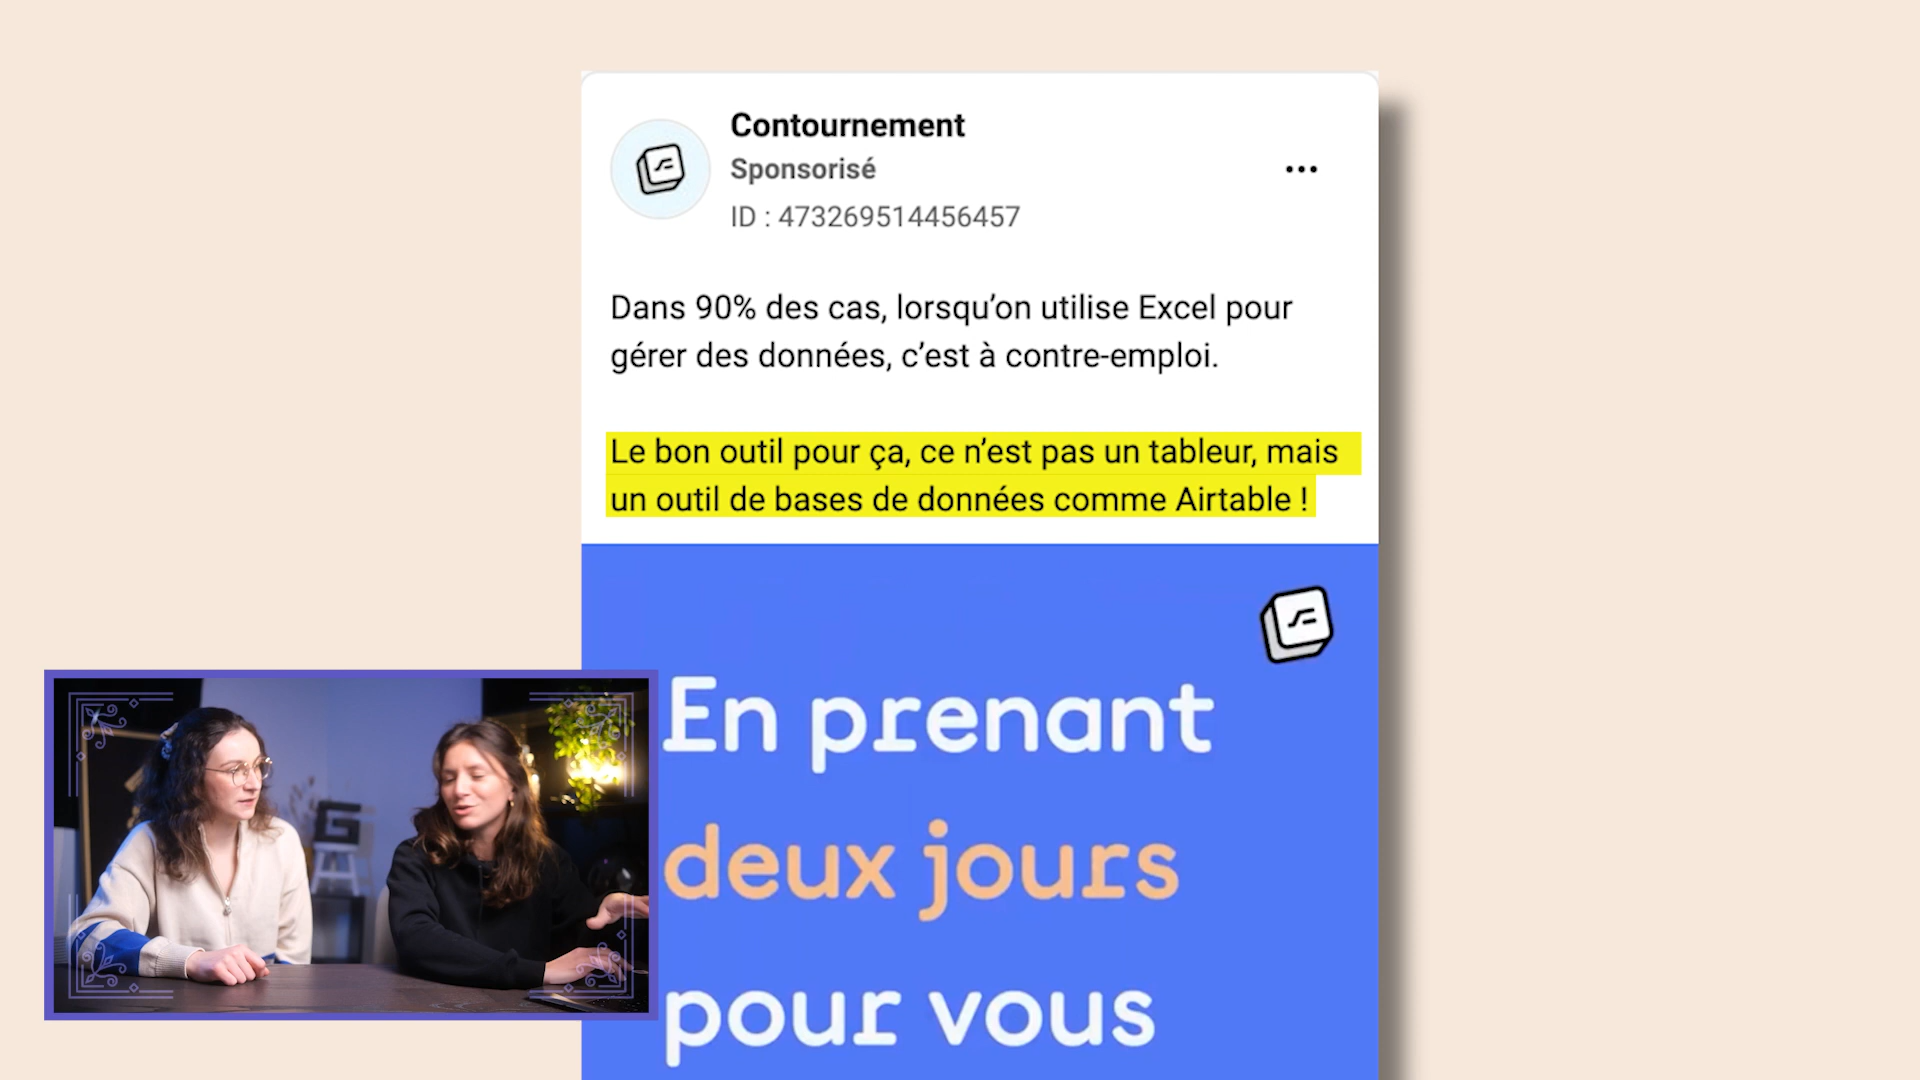 Contournement
Sponsorisé
ID : 473269514456457
Dans 90% des cas, lorsqu’on utilise Excel pour
gérer des données, c’est à contre-emploi.
Le bon outil pour ça, ce n’est pas un tableur, mais
un outil de bases de données comme Airtable !
En prenant
deux jours
pour vous